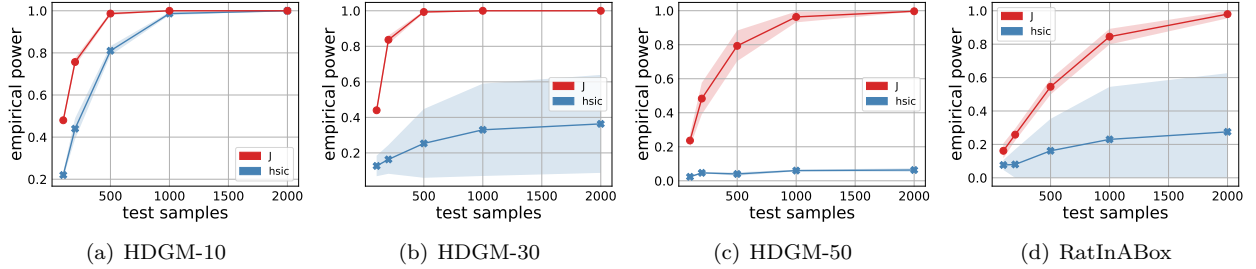 empirical power
1.0
0.8
0.6
0.4
0.2
J
hsic
500 1000 1500 2000
test samples
(a) HDGM-10
empirical power
1.0
0.8
0.6
0.4
0.2
J
hsic
500 1000 1500 2000
test samples
(b) HDGM-30
empirical power
1.0
0.8
0.6
0.4
0.2
0.0
J
hsic
500 1000 1500 2000
test samples
(c) HDGM-50
empirical power
1.0
0.8
0.6
0.4
0.2
0.0
J
hsic
500 1000 1500 2000
test samples
(d) RatInABox